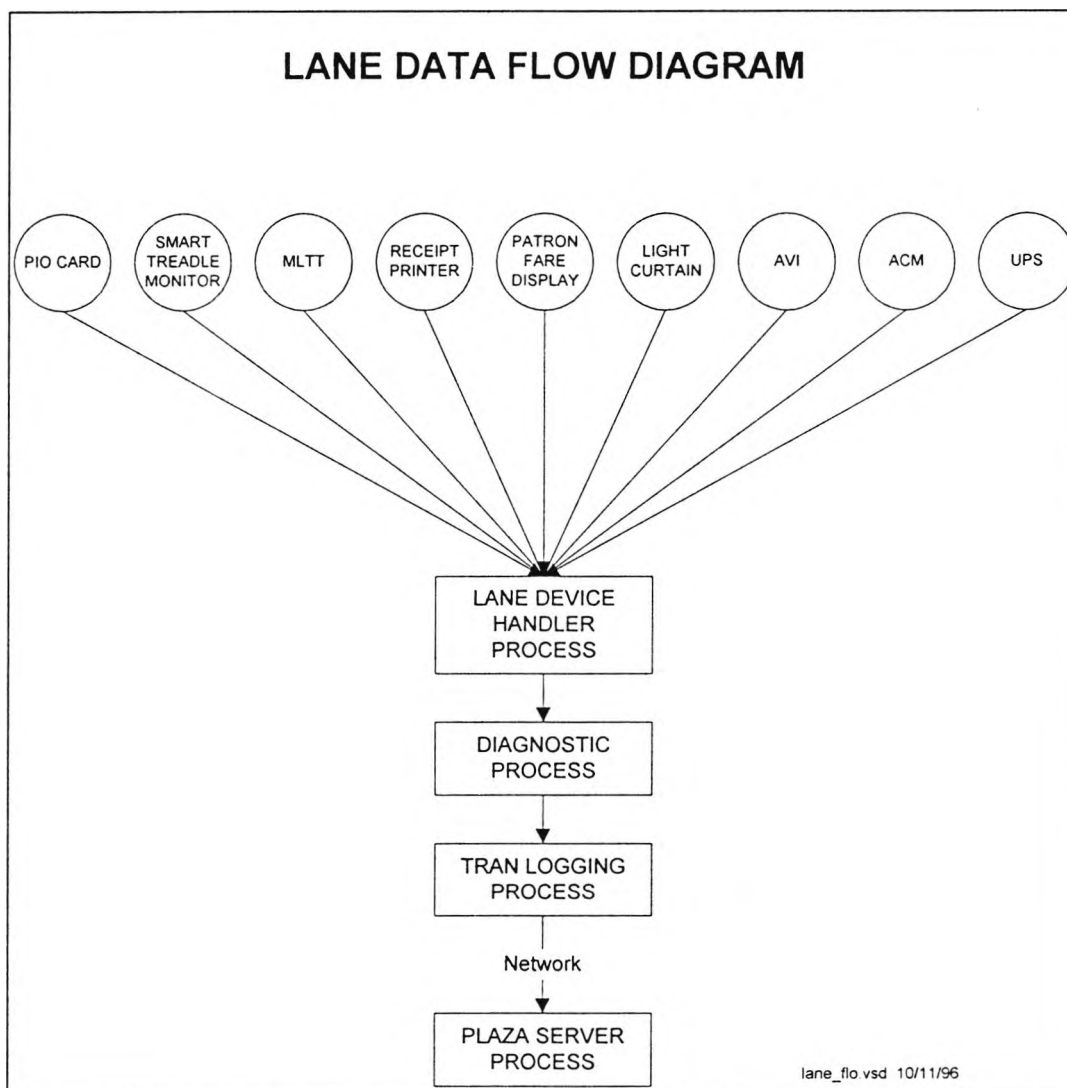 LANE DATA FLOW DIAGRAM
PIO CARD
SMART
TREADLE
MONITOR
MLTT
RECEIPT
PRINTER
PATRON
FARE
DISPLAY
LIGHT
CURTAIN
AVI
ACM
UPS
LANE DEVICE
HANDLER
PROCESS
DIAGNOSTIC
PROCESS
TRAN LOGGING
PROCESS
Network
PLAZA SERVER
PROCESS
lane_flo.vsd 10/11/96